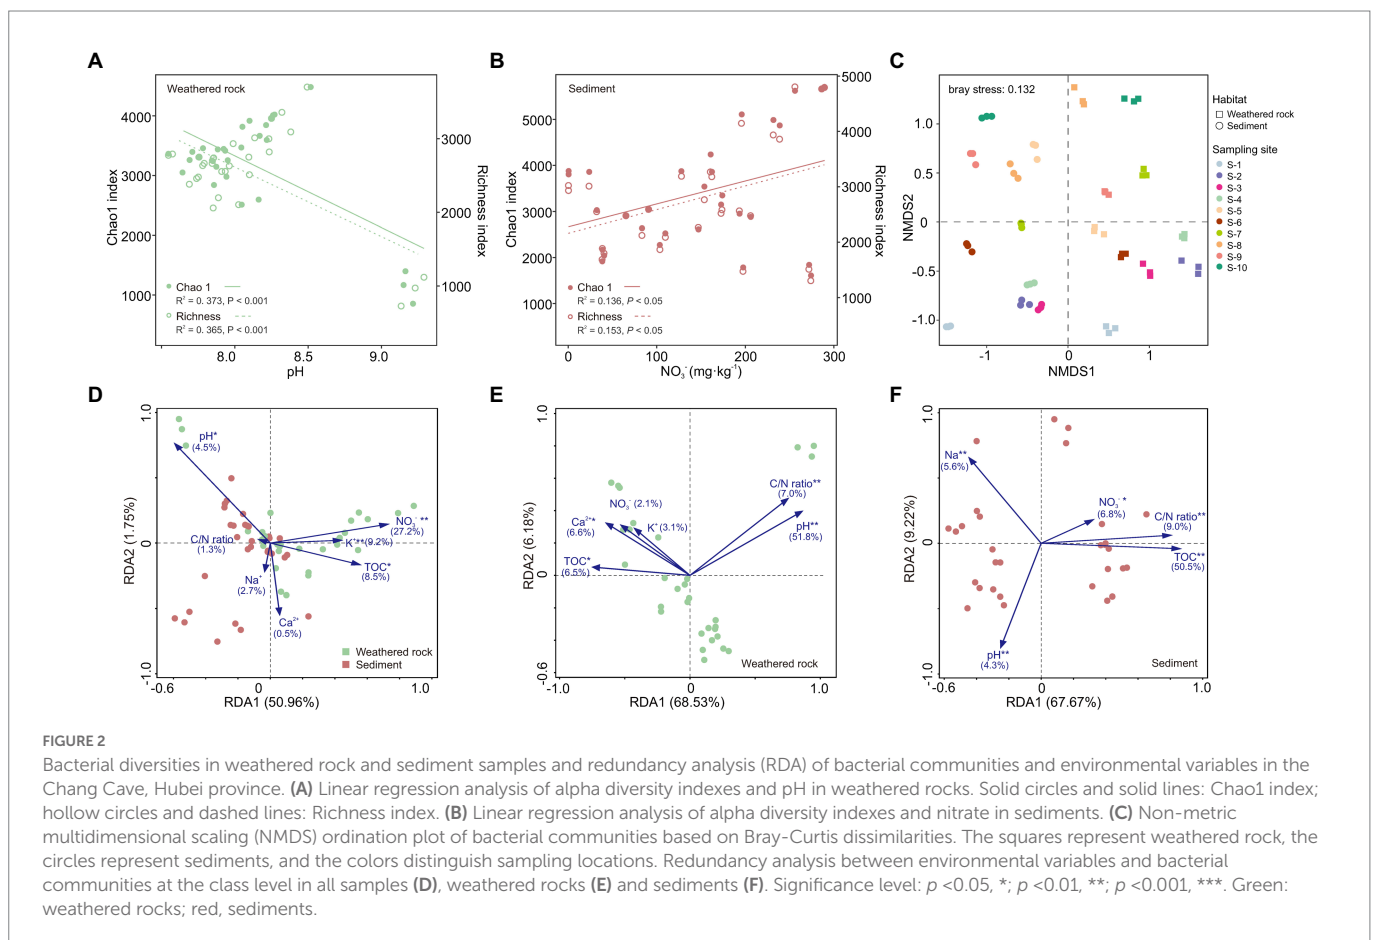 A
Weathered rock
Chao1 index
4000
3000
2000
1000
Richness index
3000
2000
1000
Chao 1
R² = 0. 373, P < 0.001
Richness
R² = 0. 365, P < 0.001
8.0 8.5 9.0
pH
B
Sediment
Chao1 index
5000
4000
3000
2000
1000
Richness index
5000
4000
3000
2000
1000
Chao 1
R² = 0.136, P < 0.05
Richness
R² = 0.153, P < 0.05
0 100 200 300
NO₃⁻(mg·kg⁻¹)
C
bray stress: 0.132
NMDS2
1.0
0.5
0
-0.5
-1.0
-1 0 1
NMDS1
Habitat
Weathered rock
Sediment
Sampling site
S-1
S-2
S-3
S-4
S-5
S-6
S-7
S-8
S-9
S-10
D
RDA2 (1.75%)
1.0
0
-1.0
pH*
(4.5%)
NO₃⁻**
(27.2%)
C/N ratio
(1.3%)
K⁺**(9.2%)
TOC*
(8.5%)
Na⁺
(2.7%)
Ca²⁺
(0.5%)
Weathered rock
Sediment
-0.6 0 1.0
RDA1 (50.96%)
E
RDA2 (6.18%)
1.0
0
-0.6
C/N ratio**
(7.0%)
NO₃⁻ (2.1%)
Ca²⁺*
(6.6%)
K⁺(3.1%)
pH**
(51.8%)
TOC*
(6.5%)
Weathered rock
-1.0 0 1.0
RDA1 (68.53%)
F
RDA2 (9.22%)
1.0
0
-1.0
Na**
(5.6%)
NO₃⁻ *
(6.8%)
C/N ratio**
(9.0%)
TOC**
(50.5%)
pH**
(4.3%)
Sediment
-0.6 0 1.0
RDA1 (67.67%)
FIGURE 2
Bacterial diversities in weathered rock and sediment samples and redundancy analysis (RDA) of bacterial communities and environmental variables in the
Chang Cave, Hubei province. (A) Linear regression analysis of alpha diversity indexes and pH in weathered rocks. Solid circles and solid lines: Chao1 index;
hollow circles and dashed lines: Richness index. (B) Linear regression analysis of alpha diversity indexes and nitrate in sediments. (C) Non-metric
multidimensional scaling (NMDS) ordination plot of bacterial communities based on Bray-Curtis dissimilarities. The squares represent weathered rock, the
circles represent sediments, and the colors distinguish sampling locations. Redundancy analysis between environmental variables and bacterial
communities at the class level in all samples (D), weathered rocks (E) and sediments (F). Significance level: p <0.05, *; p <0.01, **; p <0.001, ***. Green:
weathered rocks; red, sediments.